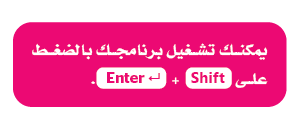 يمكنك تشغيل برنامجك بالضغط
على Shift + Enter ↵ .